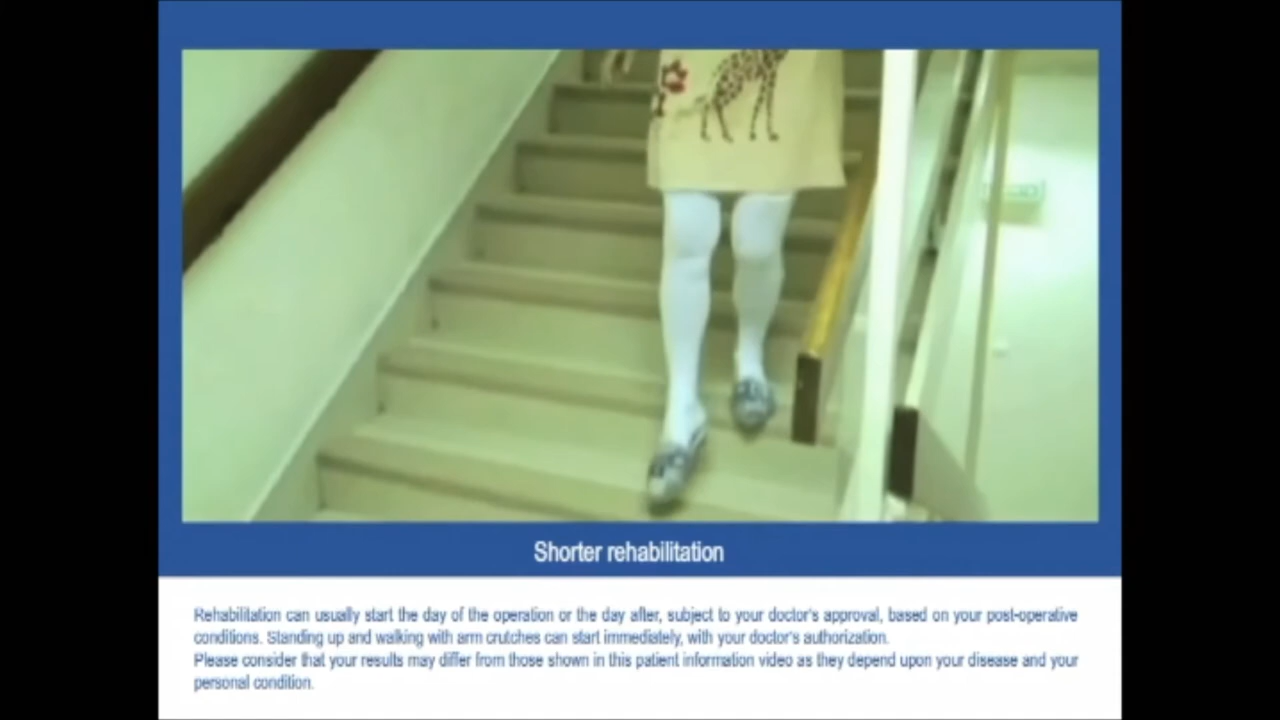 Shorter rehabilitation
Rehabilitation can usually start the day of the operation or the day after, subject to your doctor's approval, based on your post-operative
conditions. Standing up and walking with arm crutches can start immediately, with your doctor's authorization.
Please consider that your results may differ from those shown in this patient information video as they depend upon your disease and your
personal condition.